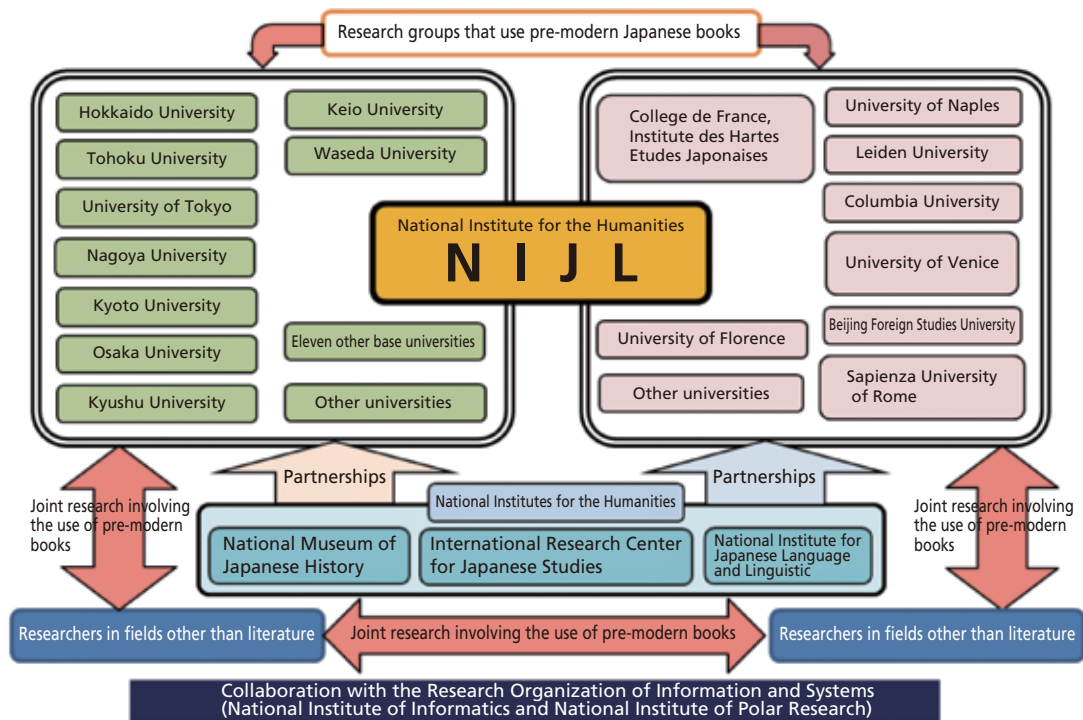 Research groups that use pre-modern Japanese books
Hokkaido University
Tohoku University
University of Tokyo
Nagoya University
Kyoto University
Osaka University
Kyushu University
Keio University
Waseda University
Eleven other base universities
Other universities
National Institute for the Humanities
N I J L
College de France,
Institute des Hartes
Etudes Japonaises
University of Florence
Other universities
University of Naples
Leiden University
Columbia University
University of Venice
Beijing Foreign Studies University
Sapienza University
of Rome
Partnerships
Partnerships
National Institutes for the Humanities
National Museum of
Japanese History
International Research Center
for Japanese Studies
National Institute for
Japanese Language
and Linguistic
Joint research involving
the use of pre-modern
books
Joint research involving
the use of pre-modern
books
Researchers in fields other than literature
Joint research involving the use of pre-modern books
Researchers in fields other than literature
Collaboration with the Research Organization of Information and Systems
(National Institute of Informatics and National Institute of Polar Research)